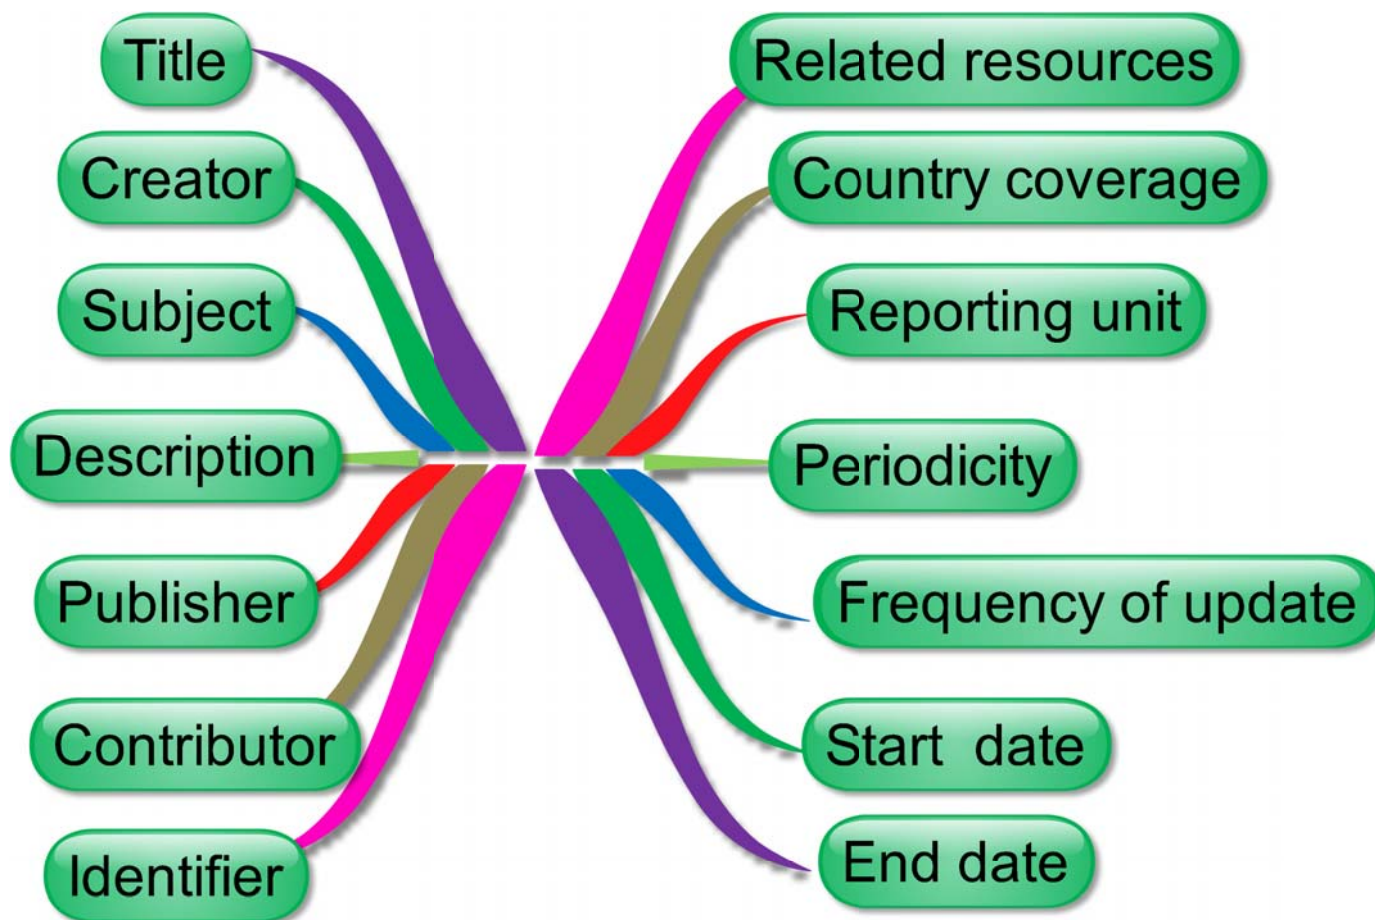 Title
Creator
Subject
Description
Publisher
Contributor
Identifier
Related resources
Country coverage
Reporting unit
Periodicity
Frequency of update
Start date
End date